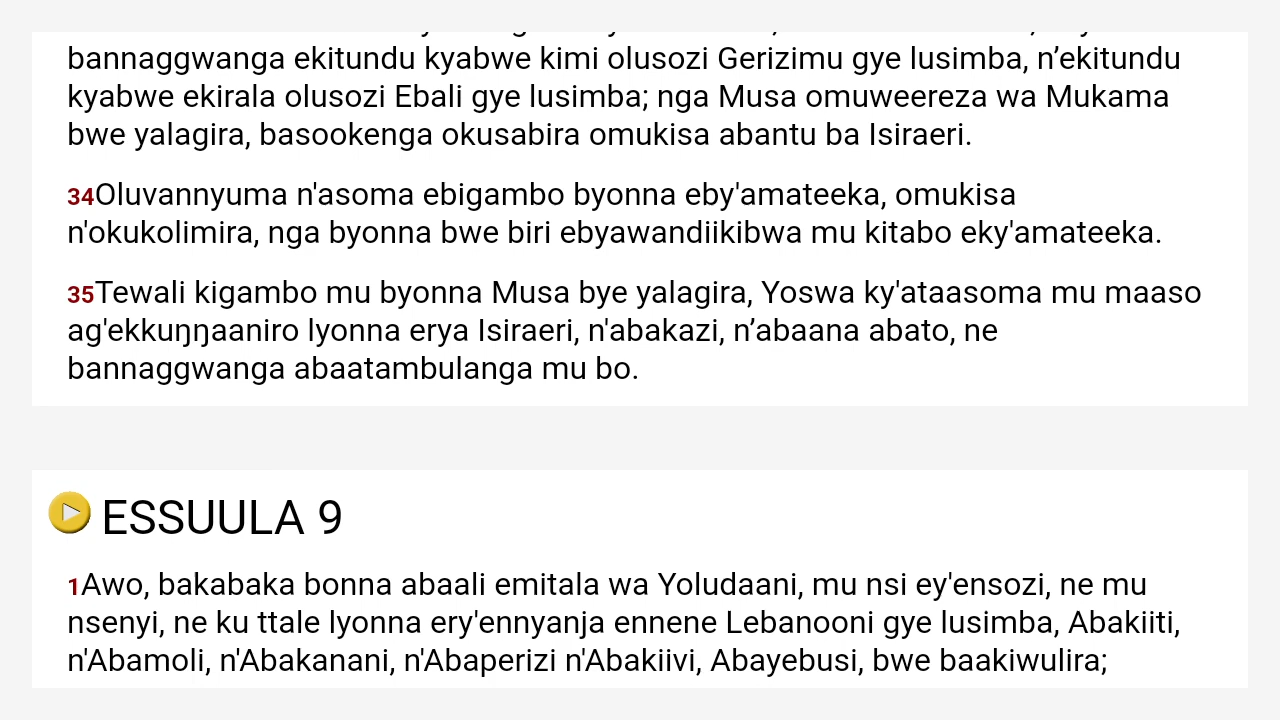 bannaggwanga ekitundu kyabwe kimi olusozi Gerizimu gye lusimba, n’ekitundu
kyabwe ekirala olusozi Ebali gye lusimba; nga Musa omuweereza wa Mukama
bwe yalagira, basookenga okusabira omukisa abantu ba Isiraeri.
34Oluvannyuma n'asoma ebigambo byonna eby'amateeka, omukisa
n'okukolimira, nga byonna bwe biri ebyawandiikibwa mu kitabo eky'amateeka.
35Tewali kigambo mu byonna Musa bye yalagira, Yoswa ky'ataasoma mu maaso
ag'ekkuŋŋaaniro lyonna erya Isiraeri, n'abakazi, n’abaana abato, ne
bannaggwanga abaatambulanga mu bo.
ESSUULA 9
1Awo, bakabaka bonna abaali emitala wa Yoludaani, mu nsi ey'ensozi, ne mu
nsenyi, ne ku ttale lyonna ery'ennyanja ennene Lebanooni gye lusimba, Abakiiti,
n'Abamoli, n'Abakanani, n'Abaperizi n'Abakiivi, Abayebusi, bwe baakiwulira;